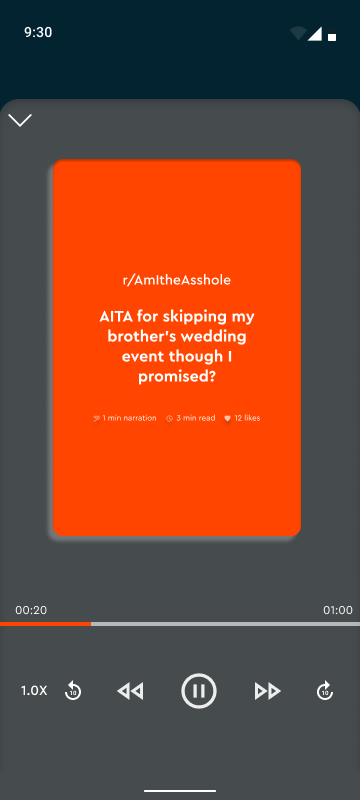 9:30
r/AmItheAsshole
AITA for skipping my
brother's wedding
event though I
promised?
1 min narration 3 min read 12 likes
00:20 01:00
1.0X 10 10